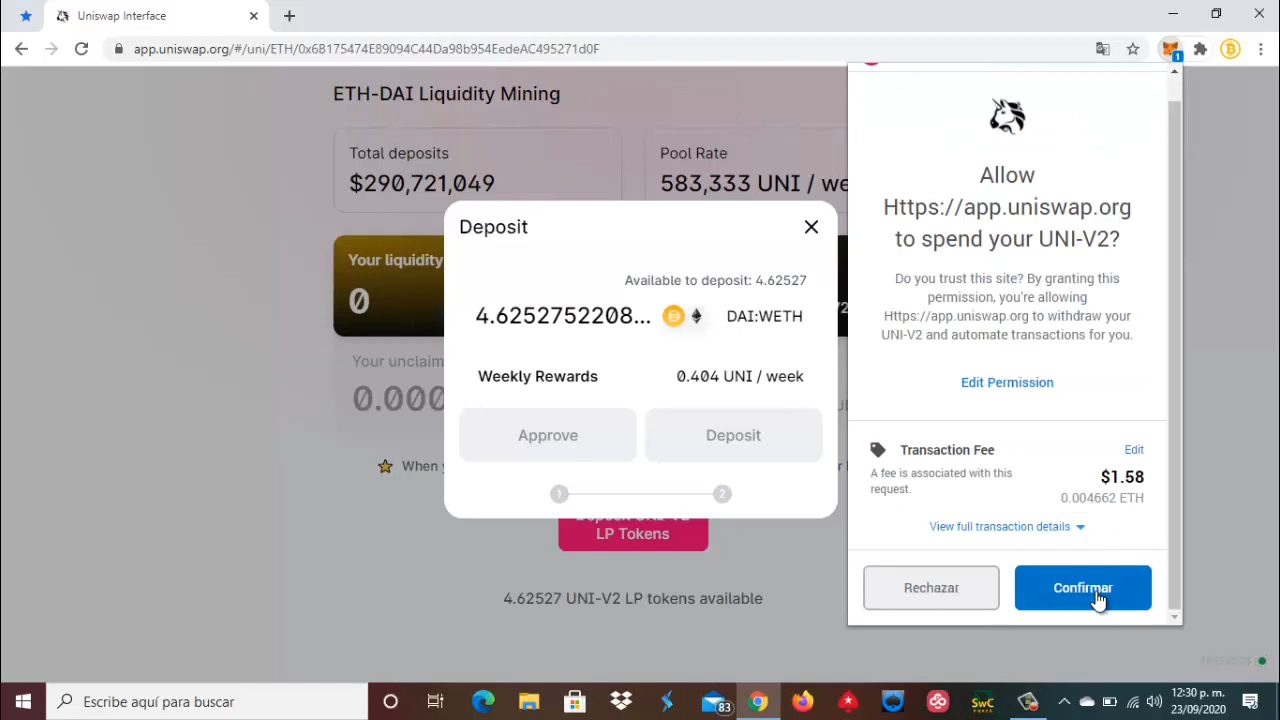 Uniswap Interface
app.uniswap.org/#/uni/ETH/0x6B175474E89094C44Da98b954EedeAC495271d0F
1
ETH-DAI Liquidity Mining
Total deposits
$290,721,049
Pool Rate
583,333 UNI / we
Your liquidity
0
Your unclaim
0.000
When y
Deposit
Available to deposit: 4.62527
4.6252752208...
DAI:WETH
Weekly Rewards
0.404 UNI / week
Approve
Deposit
1
2
LP Tokens
4.62527 UNI-V2 LP tokens available
Allow
Https://app.uniswap.org
to spend your UNI-V2?
Do you trust this site? By granting this
permission, you're allowing
Https://app.uniswap.org to withdraw your
UNI-V2 and automate transactions for you.
Edit Permission
Transaction Fee
Edit
A fee is associated with this
request.
$1.58
0.004662 ETH
View full transaction details
Rechazar
Confirmar
Escribe aquí para buscar
83
SWC
12:30 p. m.
23/09/2020